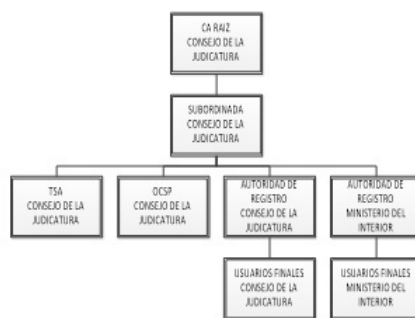 CA RAIZ
CONSEJO DE LA
JUDICATURA
SUBORDINADA
CONSEJO DE LA
JUDICATURA
TSA
CONSEJO DE LA
JUDICATURA
OCSP
CONSEJO DE LA
JUDICATURA
AUTORIDAD DE
REGISTRO
CONSEJO DE LA
JUDICATURA
AUTORIDAD DE
REGISTRO
MINISTERIO DEL
INTERIOR
USUARIOS FINALES
CONSEJO DE LA
JUDICATURA
USUARIOS FINALES
MINISTERIO DEL
INTERIOR